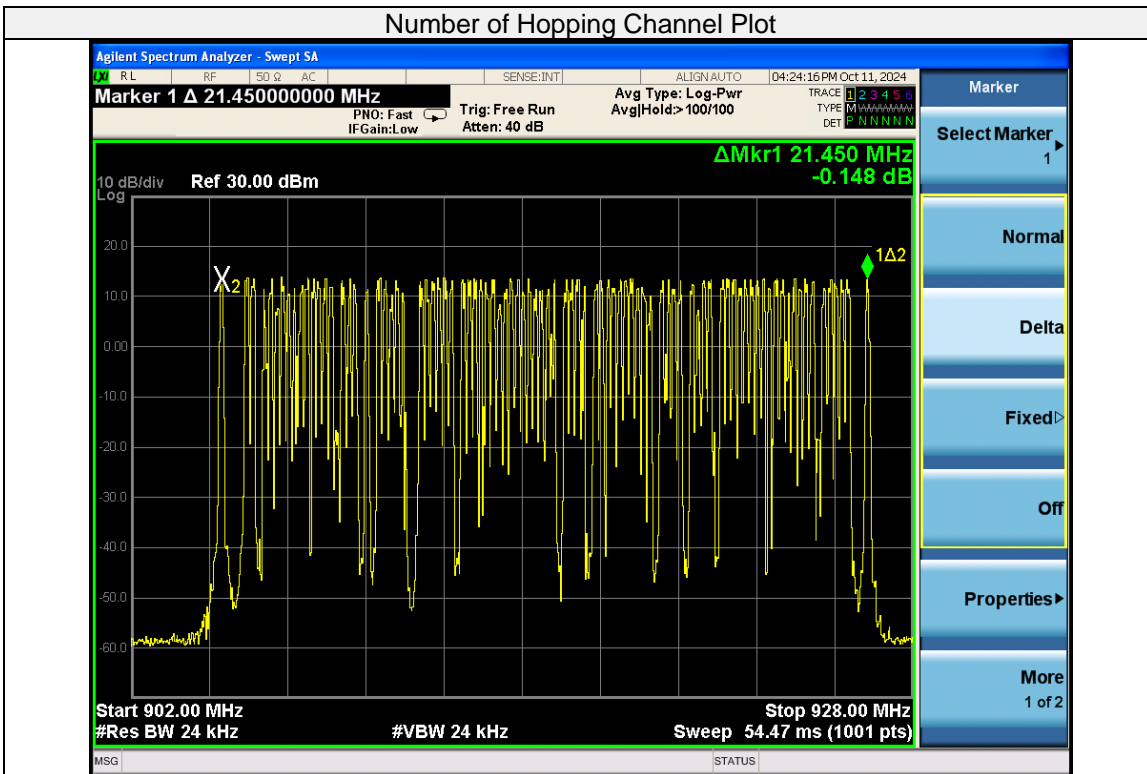 Number of Hopping Channel Plot
Agilent Spectrum Analyzer - Swept SA
LXI RL RF 50 Ω AC SENSE:INT ALIGN AUTO 04:24:16 PM Oct 11, 2024
Marker 1 Δ 21.450000000 MHz
PNO: Fast
IFGain:Low
Trig: Free Run
Atten: 40 dB
Avg Type: Log-Pwr
Avg|Hold:> 100/100
TRACE 1 2 3 4 5 6
TYPE M WWWWW
DET P N N N N N
ΔMkr1 21.450 MHz
-0.148 dB
10 dB/div Ref 30.00 dBm
Log
20.0
10.0
0.00
-10.0
-20.0
-30.0
-40.0
-50.0
-60.0
X2
1Δ2
Start 902.00 MHz Stop 928.00 MHz
#Res BW 24 kHz #VBW 24 kHz Sweep 54.47 ms (1001 pts)
MSG STATUS
Marker
Select Marker
1
Normal
Delta
Fixed
Off
Properties
More
1 of 2